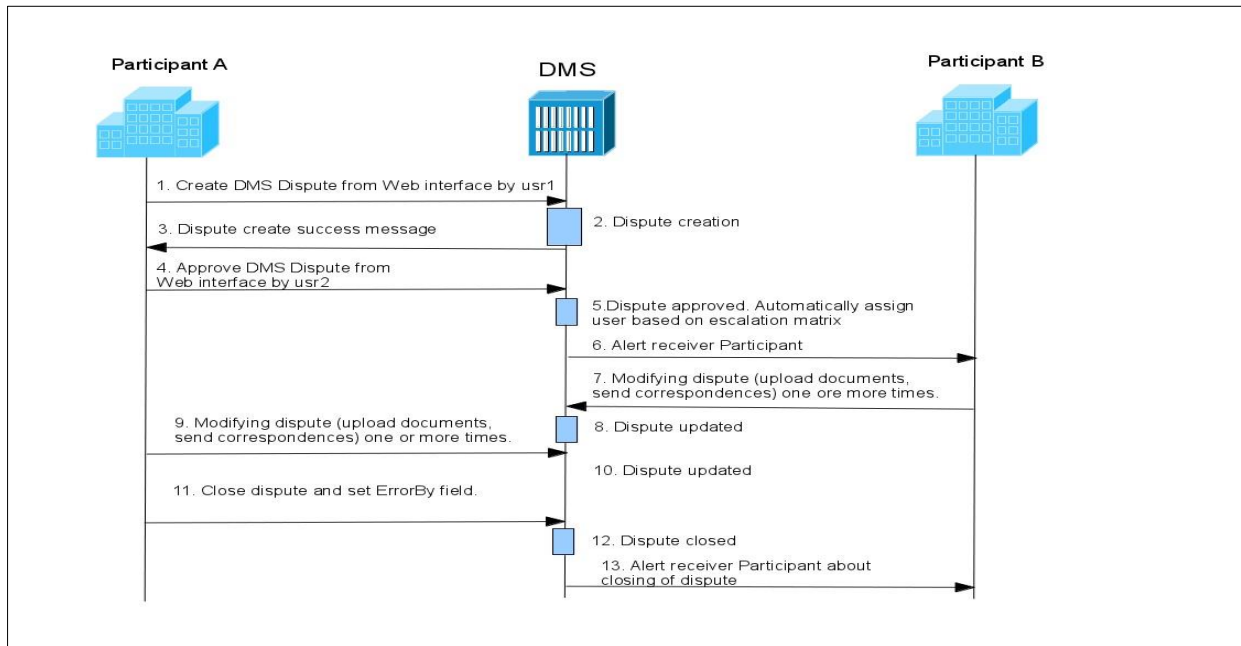 Participant A
DMS
Participant B
1. Create DMS Dispute from Web interface by usr1
2. Dispute creation
3. Dispute create success message
4. Approve DMS Dispute from
Web interface by usr2
5.Dispute approved. Automatically assign
user based on escalation matrix
6. Alert receiver Participant
7. Modifying dispute (upload documents,
send correspondences) one ore more times.
8. Dispute updated
9. Modifying dispute (upload documents,
send correspondences) one or more times.
10. Dispute updated
11. Close dispute and set ErrorBy field.
12. Dispute closed
13. Alert receiver Participant about
closing of dispute